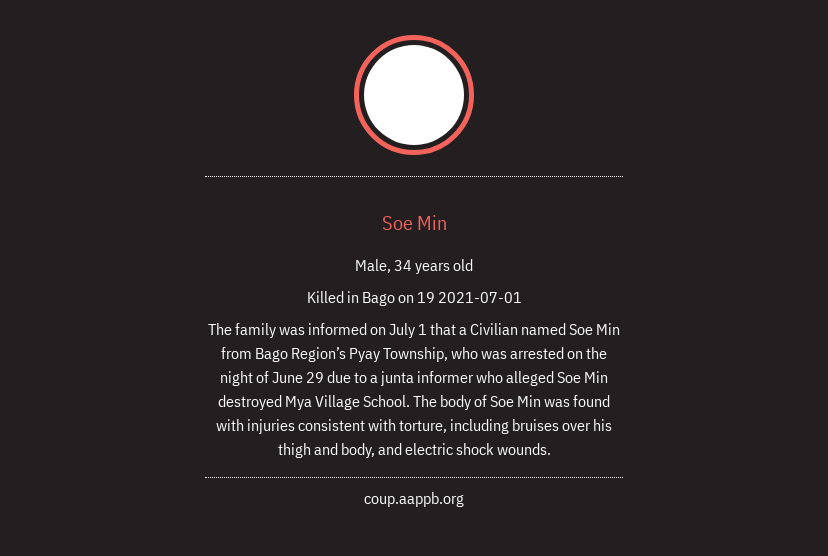 Soe Min
Male, 34 years old
Killed in Bago on 19 2021-07-01
The family was informed on July 1 that a Civilian named Soe Min
from Bago Region’s Pyay Township, who was arrested on the
night of June 29 due to a junta informer who alleged Soe Min
destroyed Mya Village School. The body of Soe Min was found
with injuries consistent with torture, including bruises over his
thigh and body, and electric shock wounds.
coup.aappb.org